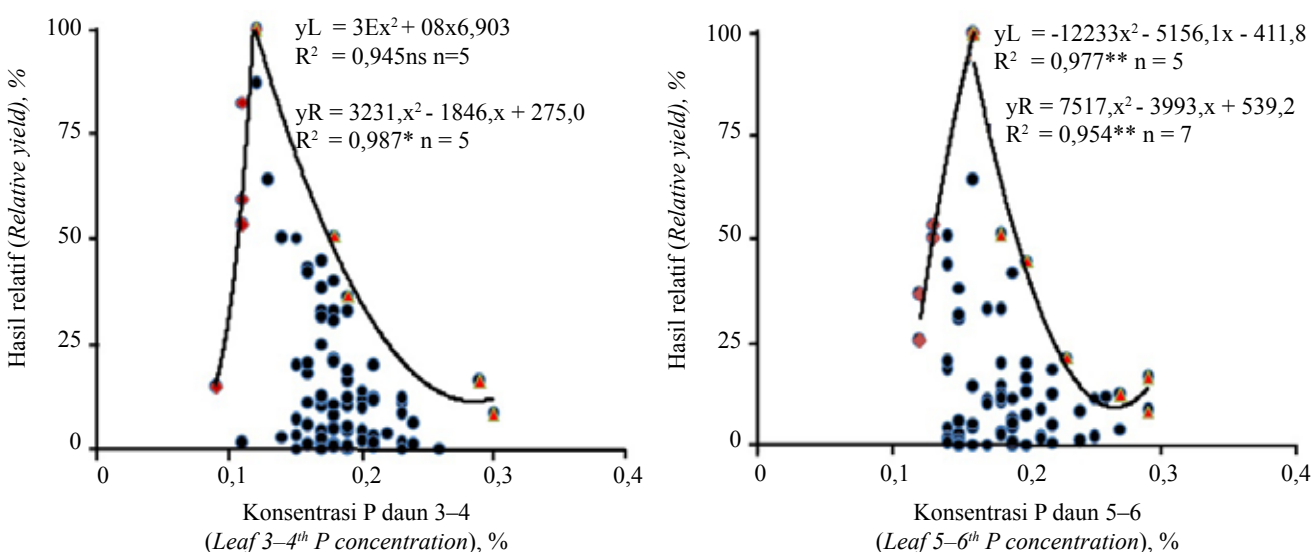 yL = 3Ex² + 08x6,903
R² = 0,945ns n=5
yR = 3231,x² - 1846,x + 275,0
R² = 0,987* n = 5
Hasil relatif (Relative yield), %
100
75
50
25
0
0
0,1
0,2
0,3
0,4
Konsentrasi P daun 3–4
(Leaf 3–4th P concentration), %
yL = -12233x² - 5156,1x - 411,8
R² = 0,977** n = 5
yR = 7517,x² - 3993,x + 539,2
R² = 0,954** n = 7
Hasil relatif (Relative yield), %
100
75
50
25
0
0
0,1
0,2
0,3
0,4
Konsentrasi P daun 5–6
(Leaf 5–6th P concentration), %